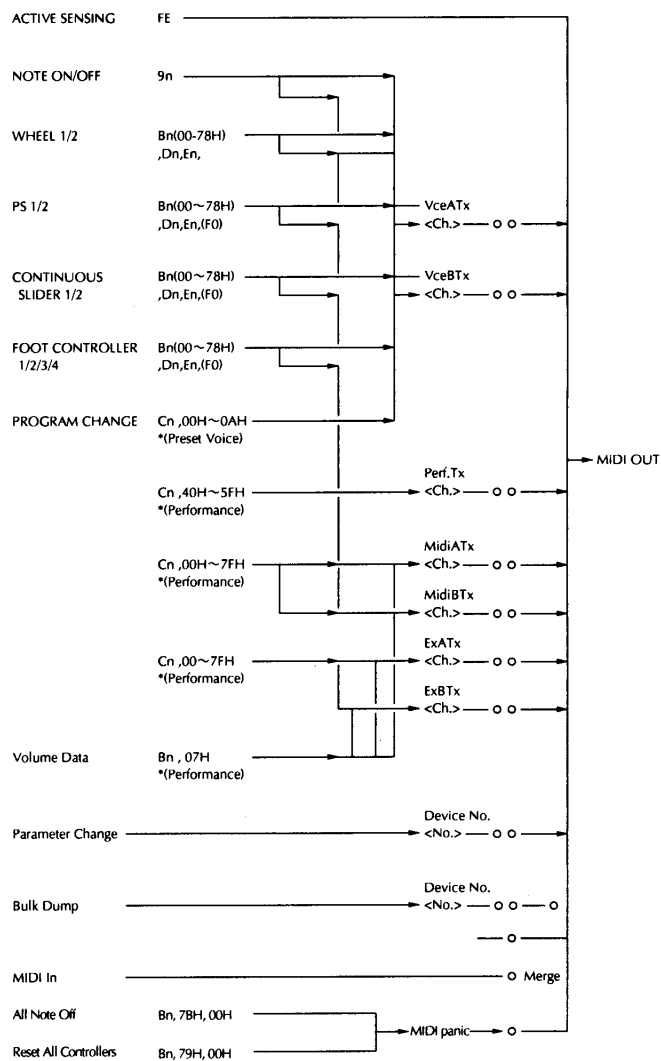 ACTIVE SENSING FE
NOTE ON/OFF 9n
WHEEL 1/2 Bn(00-78H)
,Dn,En,
PS 1/2 Bn(00~78H) VceATx
,Dn,En,(F0) <Ch.>
CONTINUOUS Bn(00~78H) VceBTx
SLIDER 1/2 ,Dn,En,(F0) <Ch.>
FOOT CONTROLLER Bn(00~78H)
1/2/3/4 ,Dn,En,(F0)
PROGRAM CHANGE Cn ,00H~0AH
*(Preset Voice)
MIDI OUT
Perf.Tx
Cn ,40H~5FH <Ch.>
*(Performance)
MidiATx
Cn ,00H~7FH <Ch.>
*(Performance)
MidiBTx
<Ch.>
ExATx
Cn ,00~7FH <Ch.>
*(Performance)
ExBTx
<Ch.>
Volume Data Bn , 07H
*(Performance)
Device No.
Parameter Change <No.>
Device No.
Bulk Dump <No.>
MIDI In Merge
All Note Off Bn, 7BH, 00H
MIDI panic
Reset All Controllers Bn, 79H, 00H